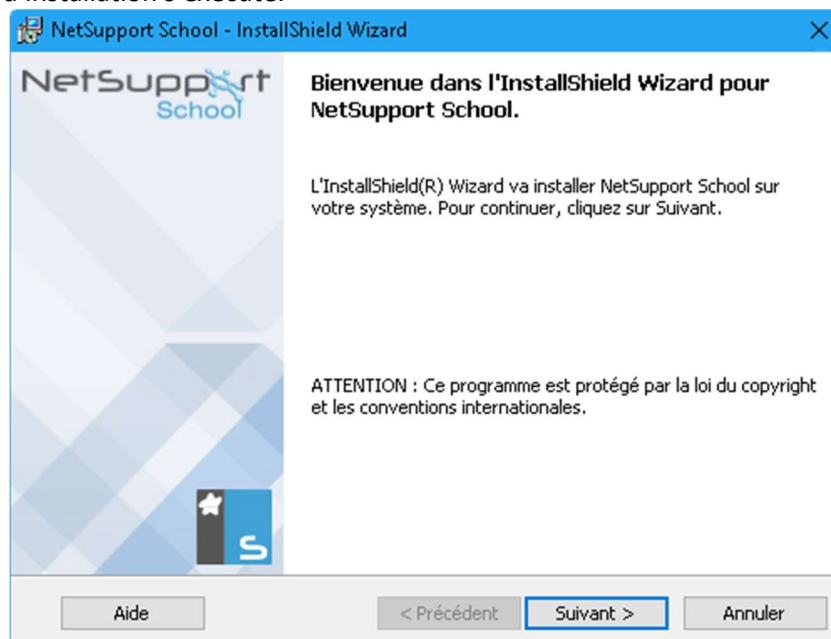 d'installation s'exécute.
NetSupport School - InstallShield Wizard
NetSupport
School
Bienvenue dans l'InstallShield Wizard pour
NetSupport School.
L'InstallShield(R) Wizard va installer NetSupport School sur
votre système. Pour continuer, cliquez sur Suivant.
ATTENTION : Ce programme est protégé par la loi du copyright
et les conventions internationales.
S
Aide
< Précédent
Suivant >
Annuler